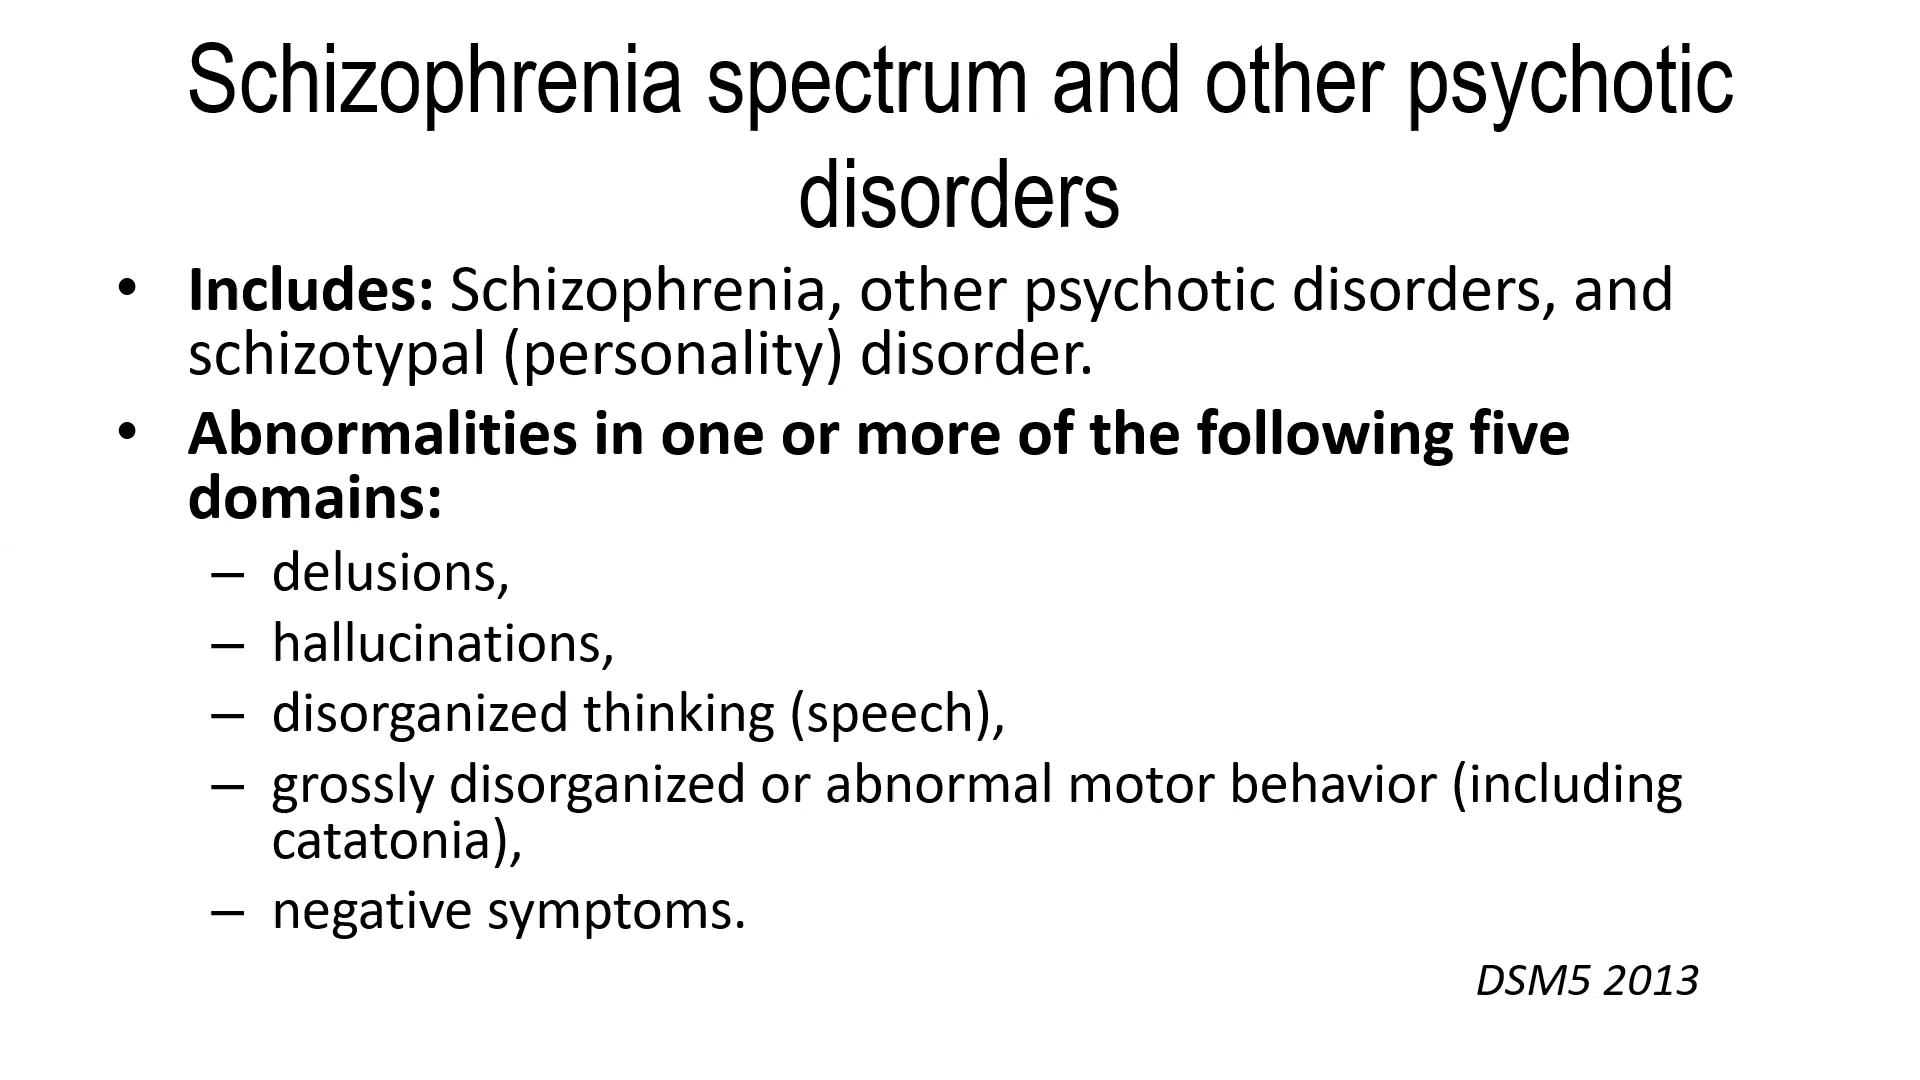 Schizophrenia spectrum and other psychotic
disorders
• Includes: Schizophrenia, other psychotic disorders, and
schizotypal (personality) disorder.
• Abnormalities in one or more of the following five
domains:
– delusions,
– hallucinations,
– disorganized thinking (speech),
– grossly disorganized or abnormal motor behavior (including
catatonia),
– negative symptoms.
DSM5 2013